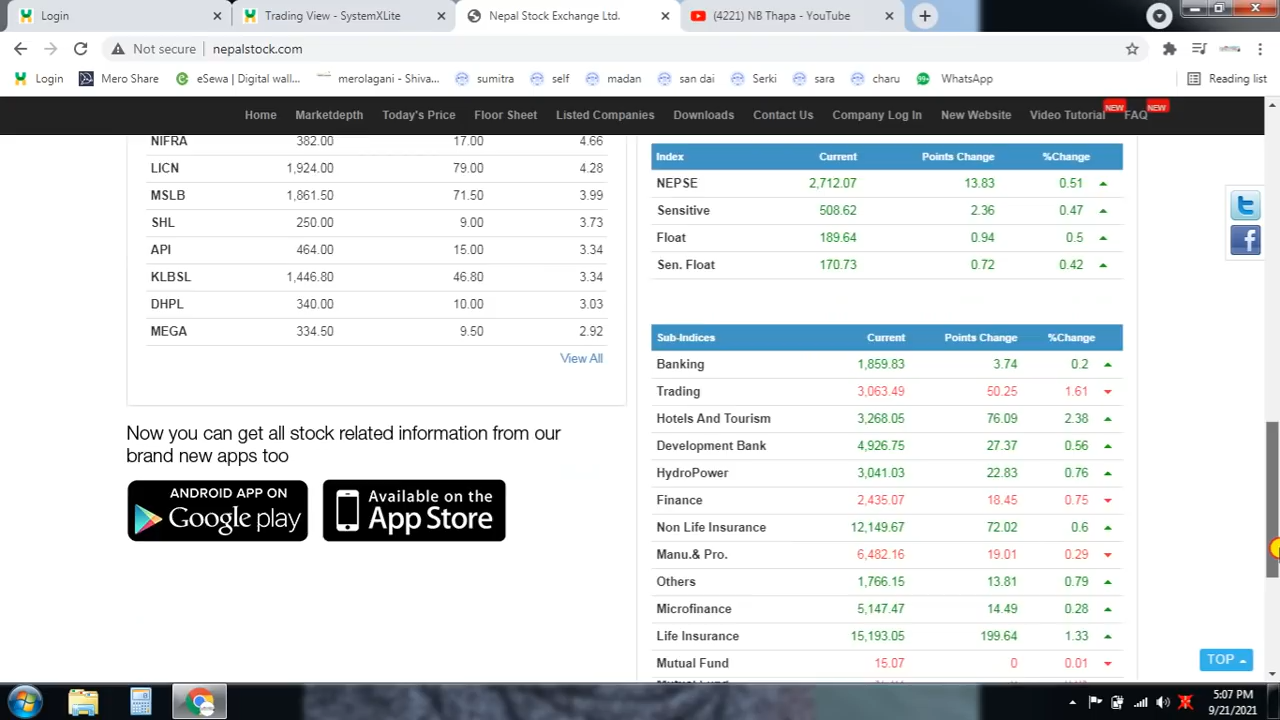 Login
Trading View - SystemXLite
Nepal Stock Exchange Ltd.
(4221) NB Thapa - YouTube
Not secure | nepalstock.com
Login
Mero Share
eSewa | Digital wall...
merolagani - Shiva...
sumitra
self
madan
san dai
Serki
sara
charu
99+
WhatsApp
Reading list
Home Marketdepth Today's Price Floor Sheet Listed Companies Downloads Contact Us Company Log In New Website Video Tutorial NEW FAQ NEW
NIFRA 382.00 17.00 4.66
LICN 1,924.00 79.00 4.28
MSLB 1,861.50 71.50 3.99
SHL 250.00 9.00 3.73
API 464.00 15.00 3.34
KLBSL 1,446.80 46.80 3.34
DHPL 340.00 10.00 3.03
MEGA 334.50 9.50 2.92
View All
Now you can get all stock related information from our
brand new apps too
ANDROID APP ON
Google play
Available on the
App Store
Index Current Points Change %Change
NEPSE 2,712.07 13.83 0.51
Sensitive 508.62 2.36 0.47
Float 189.64 0.94 0.5
Sen. Float 170.73 0.72 0.42
Sub-Indices Current Points Change %Change
Banking 1,859.83 3.74 0.2
Trading 3,063.49 50.25 1.61
Hotels And Tourism 3,268.05 76.09 2.38
Development Bank 4,926.75 27.37 0.56
HydroPower 3,041.03 22.83 0.76
Finance 2,435.07 18.45 0.75
Non Life Insurance 12,149.67 72.02 0.6
Manu.& Pro. 6,482.16 19.01 0.29
Others 1,766.15 13.81 0.79
Microfinance 5,147.47 14.49 0.28
Life Insurance 15,193.05 199.64 1.33
Mutual Fund 15.07 0 0.01
TOP
5:07 PM
9/21/2021